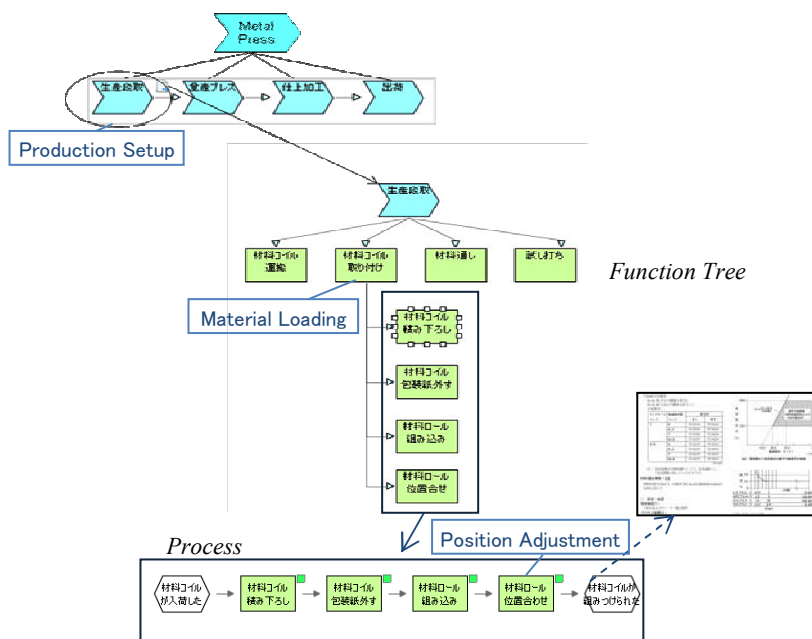 Metal
Press
生産段取
量産プレス
仕上加工
出荷
Production Setup
生産段取
材料コイル
運搬
材料コイル
取り付け
材料通し
試し打ち
Function Tree
Material Loading
材料コイル
積み下ろし
材料コイル
包装紙外す
材料ロール
組み込み
材料ロール
位置合せ
Process
Position Adjustment
材料コイル
が入荷した
材料コイル
積み下ろし
材料コイル
包装紙外す
材料ロール
組み込み
材料ロール
位置合わせ
材料コイルが
組みつけられた